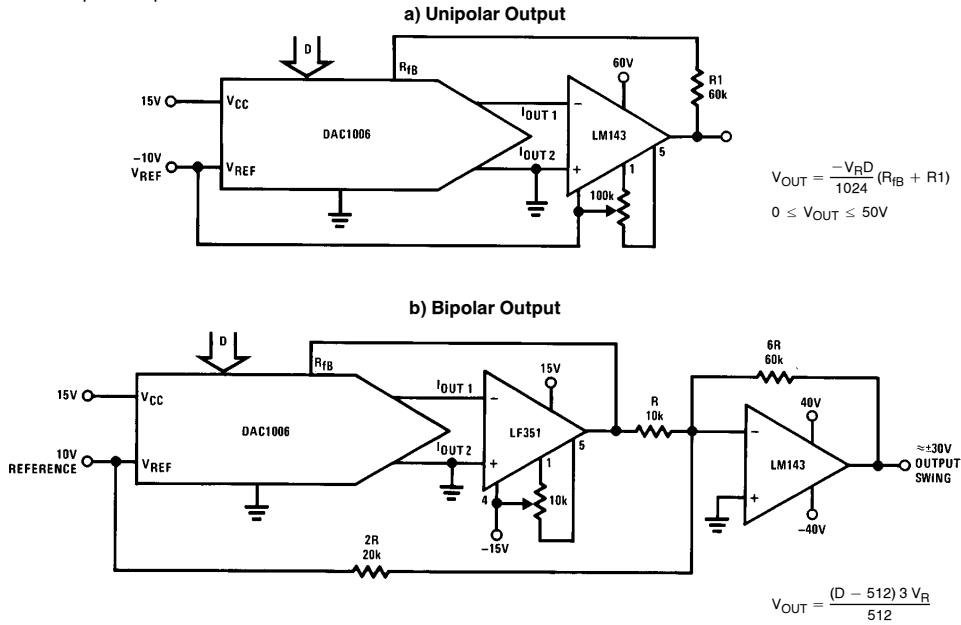 a) Unipolar Output
D
RfB
R1
60k
60V
15V
VCC
IOUT 1
−
LM143
DAC1006
5
−10V
VREF
VREF
IOUT 2
+
1
100k
VOUT = −VRD / 1024 (RfB + R1)
0 ≤ VOUT ≤ 50V
b) Bipolar Output
D
RfB
6R
60k
15V
15V
VCC
IOUT 1
−
R
10k
40V
DAC1006
LF351
5
−
LM143
≈±30V
OUTPUT
SWING
10V
REFERENCE
VREF
IOUT 2
+
1
4
10k
+
−15V
−40V
2R
20k
VOUT = (D − 512) 3 VR / 512